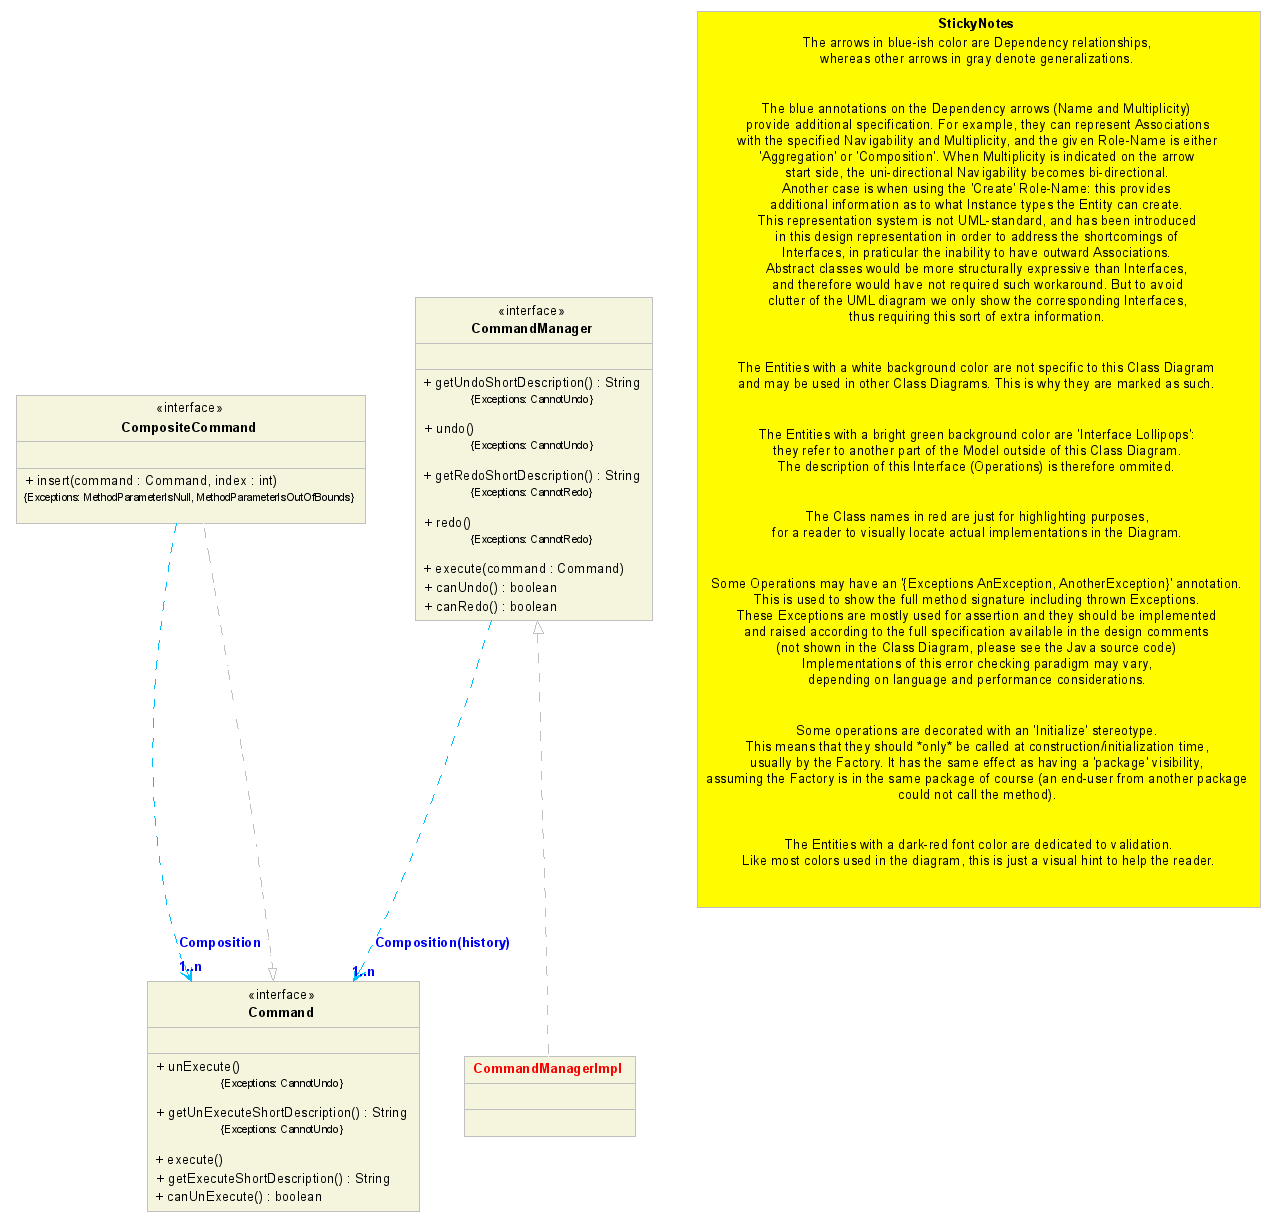 StickyNotes
The arrows in blue-ish color are Dependency relationships,
whereas other arrows in gray denote generalizations.
The blue annotations on the Dependency arrows (Name and Multiplicity)
provide additional specification. For example, they can represent Associations
with the specified Navigability and Multiplicity, and the given Role-Name is either
'Aggregation' or 'Composition'. When Multiplicity is indicated on the arrow
start side, the uni-directional Navigability becomes bi-directional.
Another case is when using the 'Create' Role-Name: this provides
additional information as to what Instance types the Entity can create.
This representation system is not UML-standard, and has been introduced
in this design representation in order to address the shortcomings of
Interfaces, in praticular the inability to have outward Associations.
Abstract classes would be more structurally expressive than Interfaces,
and therefore would have not required such workaround. But to avoid
clutter of the UML diagram we only show the corresponding Interfaces,
thus requiring this sort of extra information.
The Entities with a white background color are not specific to this Class Diagram
and may be used in other Class Diagrams. This is why they are marked as such.
The Entities with a bright green background color are 'Interface Lollipops':
they refer to another part of the Model outside of this Class Diagram.
The description of this Interface (Operations) is therefore ommited.
The Class names in red are just for highlighting purposes,
for a reader to visually locate actual implementations in the Diagram.
Some Operations may have an '{Exceptions AnException, AnotherException}' annotation.
This is used to show the full method signature including thrown Exceptions.
These Exceptions are mostly used for assertion and they should be implemented
and raised according to the full specification available in the design comments
(not shown in the Class Diagram, please see the Java source code)
Implementations of this error checking paradigm may vary,
depending on language and performance considerations.
Some operations are decorated with an 'Initialize' stereotype.
This means that they should *only* be called at construction/initialization time,
usually by the Factory. It has the same effect as having a 'package' visibility,
assuming the Factory is in the same package of course (an end-user from another package
could not call the method).
The Entities with a dark-red font color are dedicated to validation.
Like most colors used in the diagram, this is just a visual hint to help the reader.
«interface»
CommandManager
+ getUndoShortDescription() : String
{Exceptions: CannotUndo}
+ undo()
{Exceptions: CannotUndo}
+ getRedoShortDescription() : String
{Exceptions: CannotRedo}
+ redo()
{Exceptions: CannotRedo}
+ execute(command : Command)
+ canUndo() : boolean
+ canRedo() : boolean
«interface»
CompositeCommand
+ insert(command : Command, index : int)
{Exceptions: MethodParameterIsNull, MethodParameterIsOutOfBounds}
Composition
1..n
Composition(history)
1..n
«interface»
Command
+ unExecute()
{Exceptions: CannotUndo}
+ getUnExecuteShortDescription() : String
{Exceptions: CannotUndo}
+ execute()
+ getExecuteShortDescription() : String
+ canUnExecute() : boolean
CommandManagerImpl